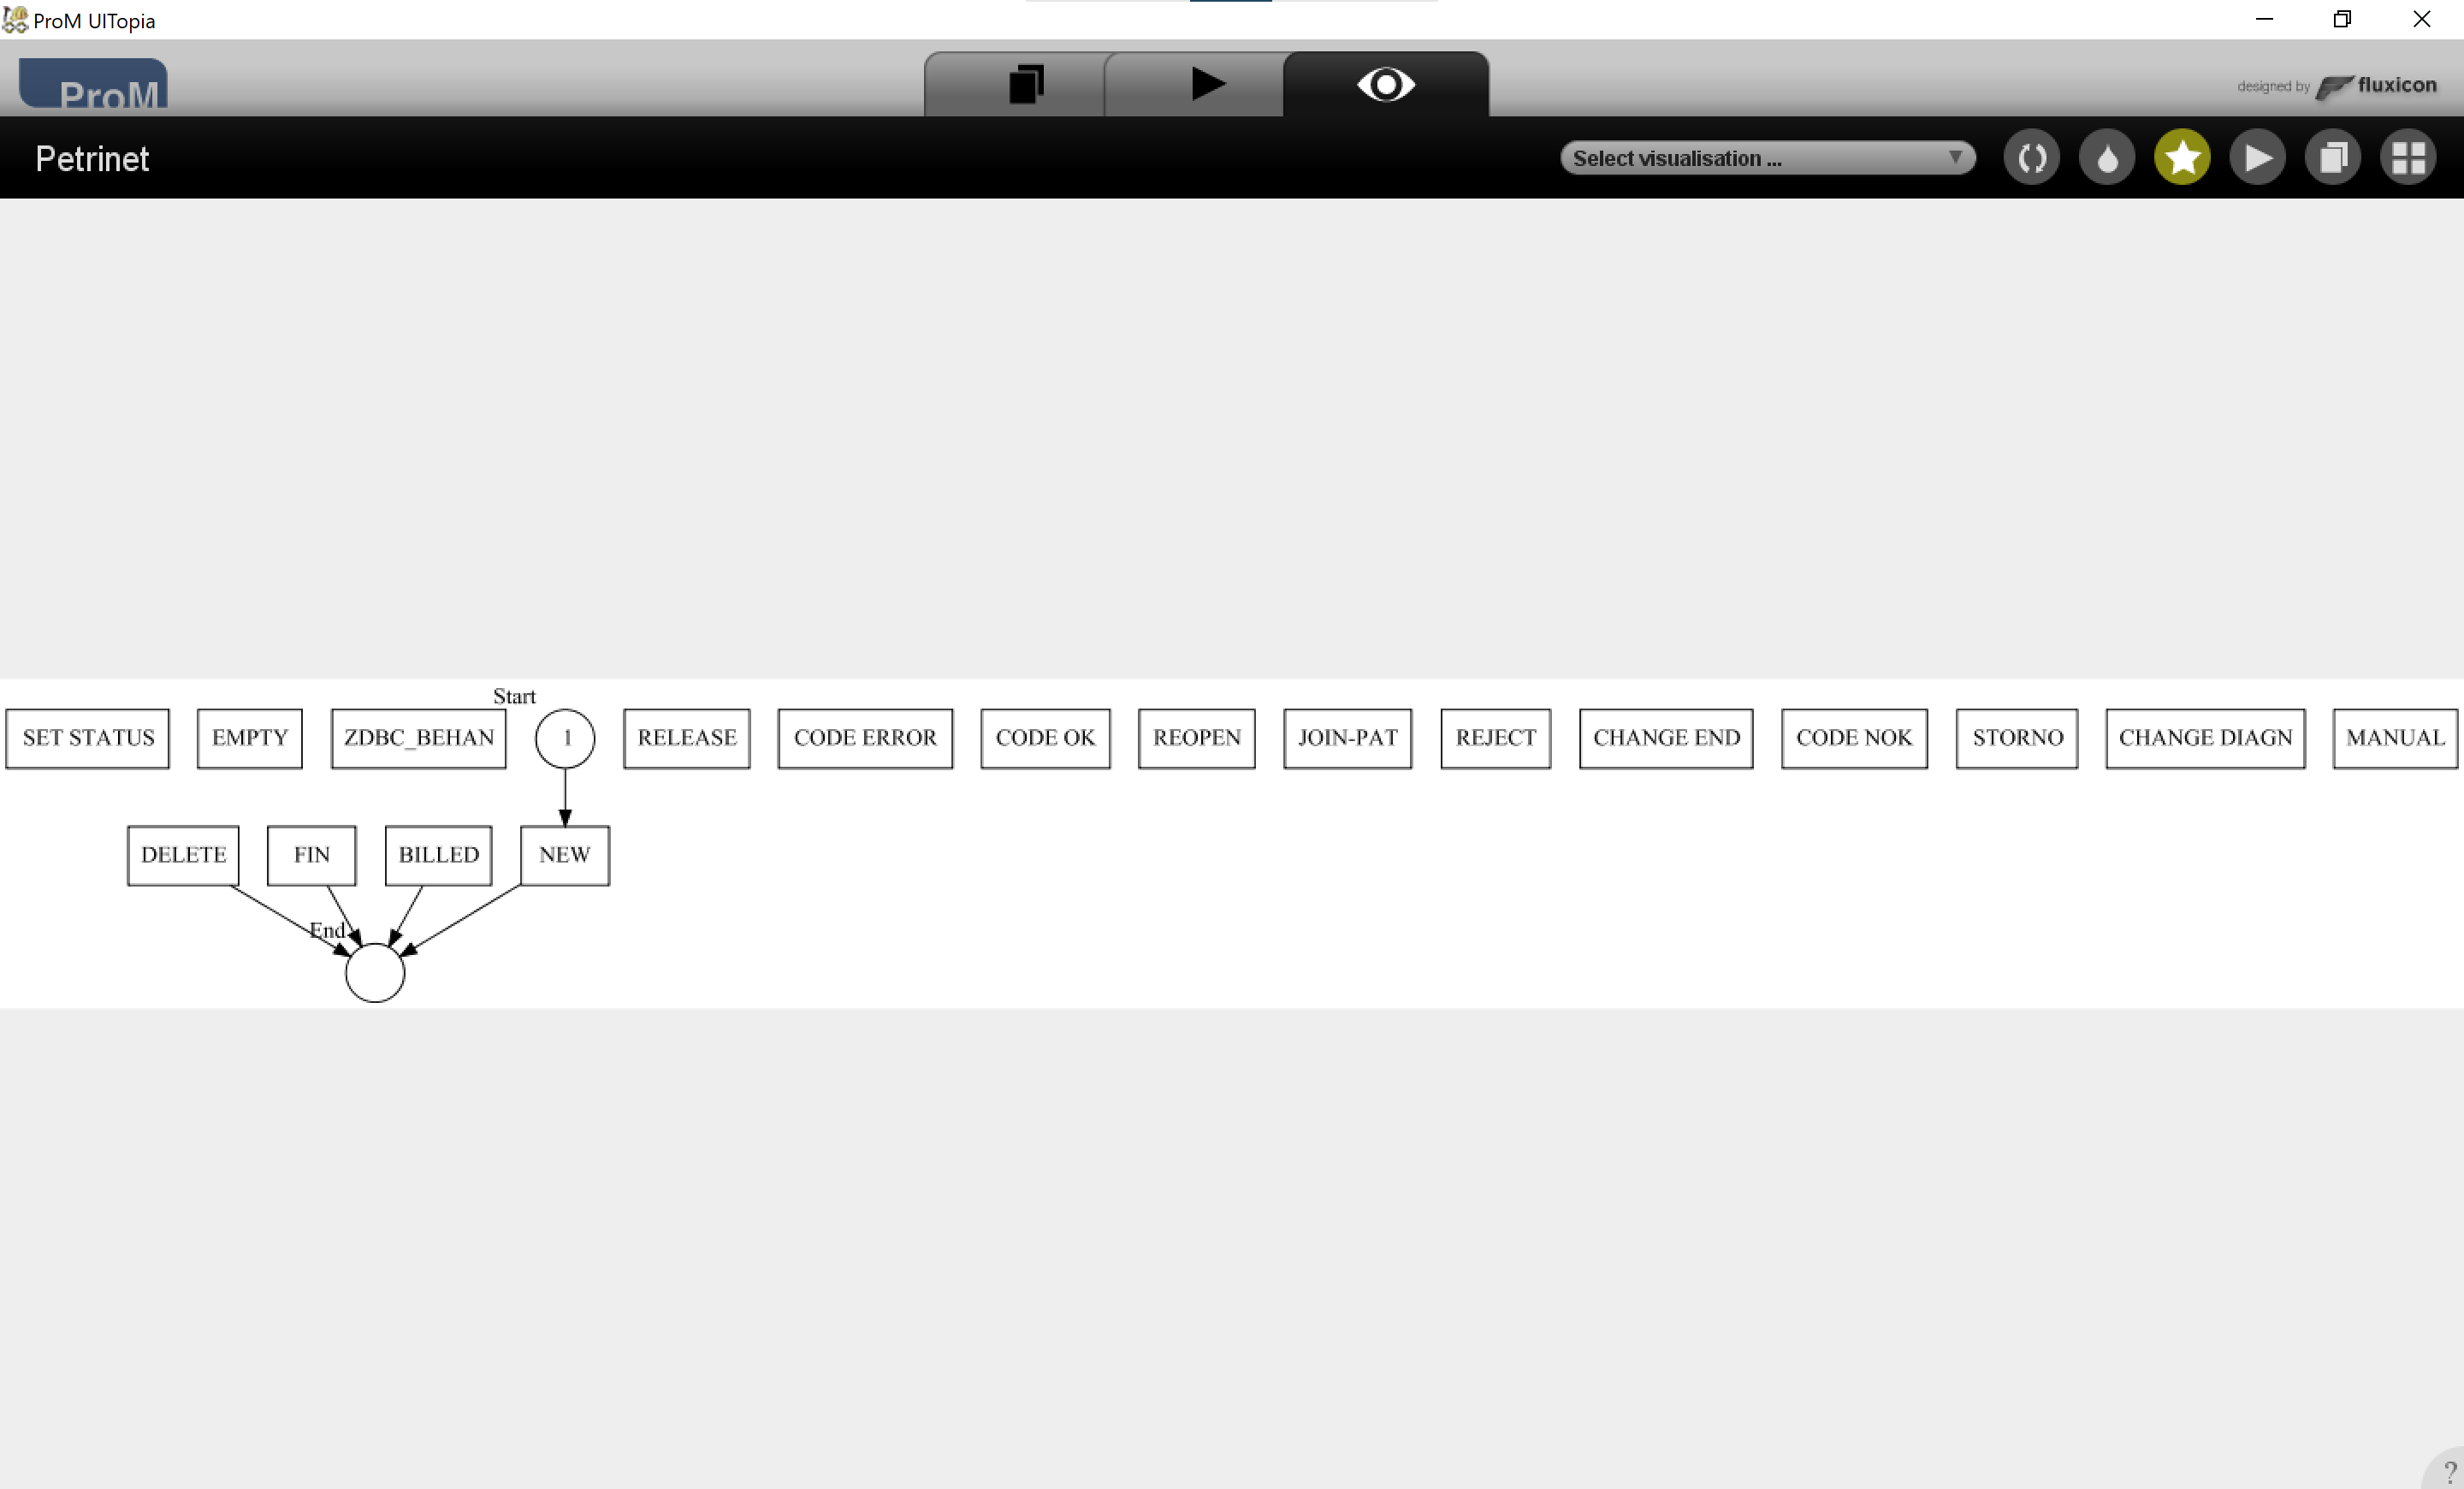 ProM UITopia
ProM
designed by fluxicon
Petrinet
Select visualisation ...
Start
SET STATUS
EMPTY
ZDBC_BEHAN
1
RELEASE
CODE ERROR
CODE OK
REOPEN
JOIN-PAT
REJECT
CHANGE END
CODE NOK
STORNO
CHANGE DIAGN
MANUAL
DELETE
FIN
BILLED
NEW
End
?